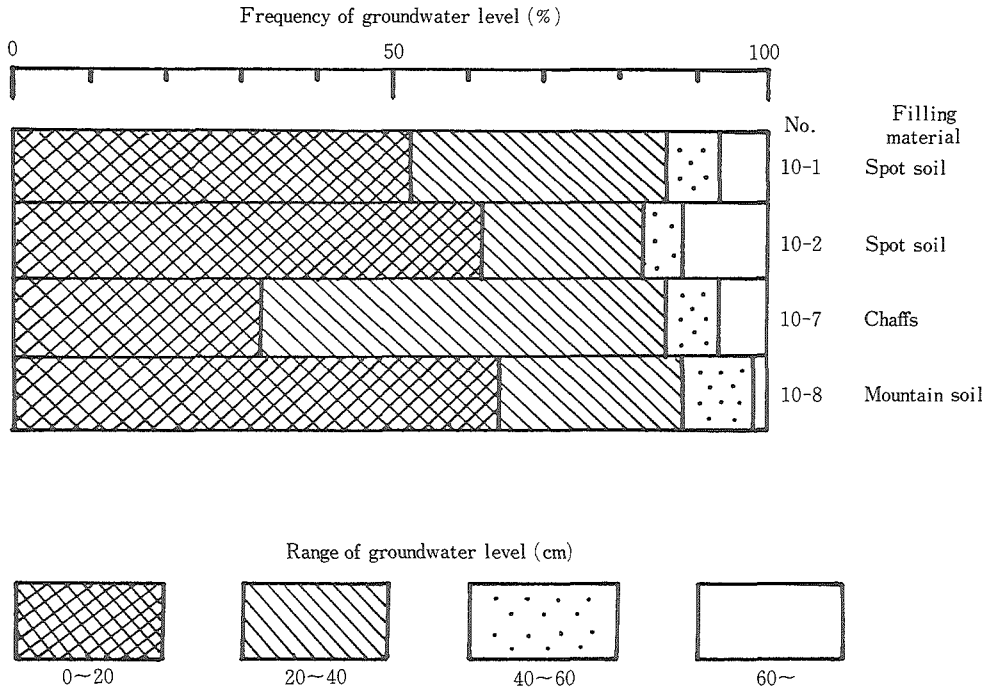 Frequency of groundwater level (%)
0 50 100
No. Filling material
10-1 Spot soil
10-2 Spot soil
10-7 Chaffs
10-8 Mountain soil
Range of groundwater level (cm)
0~20 20~40 40~60 60~